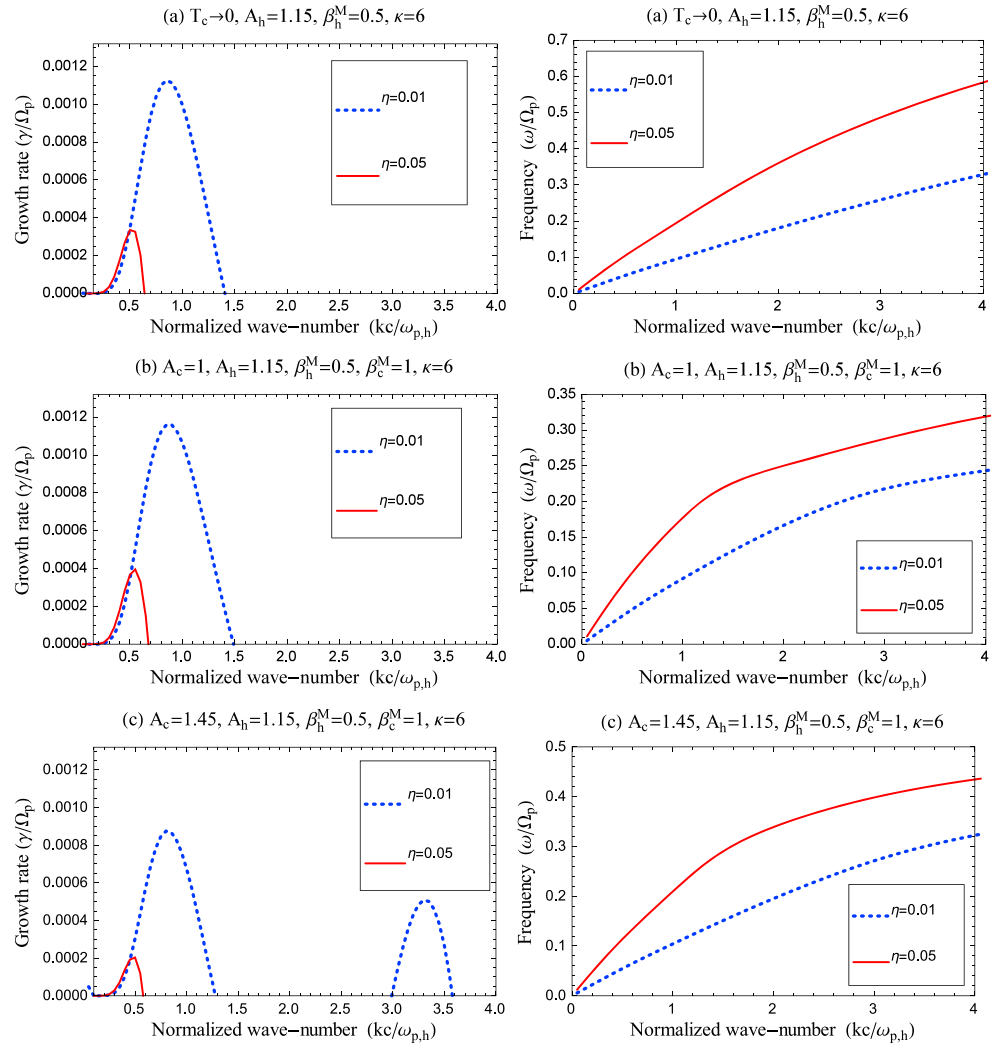 (a) T_c→0, A_h=1.15, β_h^M=0.5, κ=6
Growth rate (γ/Ω_p)
0.0012
0.0010
0.0008
0.0006
0.0004
0.0002
0.0000
η=0.01
η=0.05
0.5 1.0 1.5 2.0 2.5 3.0 3.5 4.0
Normalized wave−number (kc/ω_p,h)
(a) T_c→0, A_h=1.15, β_h^M=0.5, κ=6
Frequency (ω/Ω_p)
0.7
0.6
0.5
0.4
0.3
0.2
0.1
0.0
η=0.01
η=0.05
0 1 2 3 4
Normalized wave−number (kc/ω_p,h)
(b) A_c=1, A_h=1.15, β_h^M=0.5, β_c^M=1, κ=6
Growth rate (γ/Ω_p)
0.0012
0.0010
0.0008
0.0006
0.0004
0.0002
0.0000
η=0.01
η=0.05
0.5 1.0 1.5 2.0 2.5 3.0 3.5 4.0
Normalized wave−number (kc/ω_p,h)
(b) A_c=1, A_h=1.15, β_h^M=0.5, β_c^M=1, κ=6
Frequency (ω/Ω_p)
0.35
0.30
0.25
0.20
0.15
0.10
0.05
0.00
η=0.01
η=0.05
0 1 2 3 4
Normalized wave−number (kc/ω_p,h)
(c) A_c=1.45, A_h=1.15, β_h^M=0.5, β_c^M=1, κ=6
Growth rate (γ/Ω_p)
0.0012
0.0010
0.0008
0.0006
0.0004
0.0002
0.0000
η=0.01
η=0.05
0.5 1.0 1.5 2.0 2.5 3.0 3.5 4.0
Normalized wave−number (kc/ω_p,h)
(c) A_c=1.45, A_h=1.15, β_h^M=0.5, β_c^M=1, κ=6
Frequency (ω/Ω_p)
0.5
0.4
0.3
0.2
0.1
0.0
η=0.01
η=0.05
0 1 2 3 4
Normalized wave−number (kc/ω_p,h)